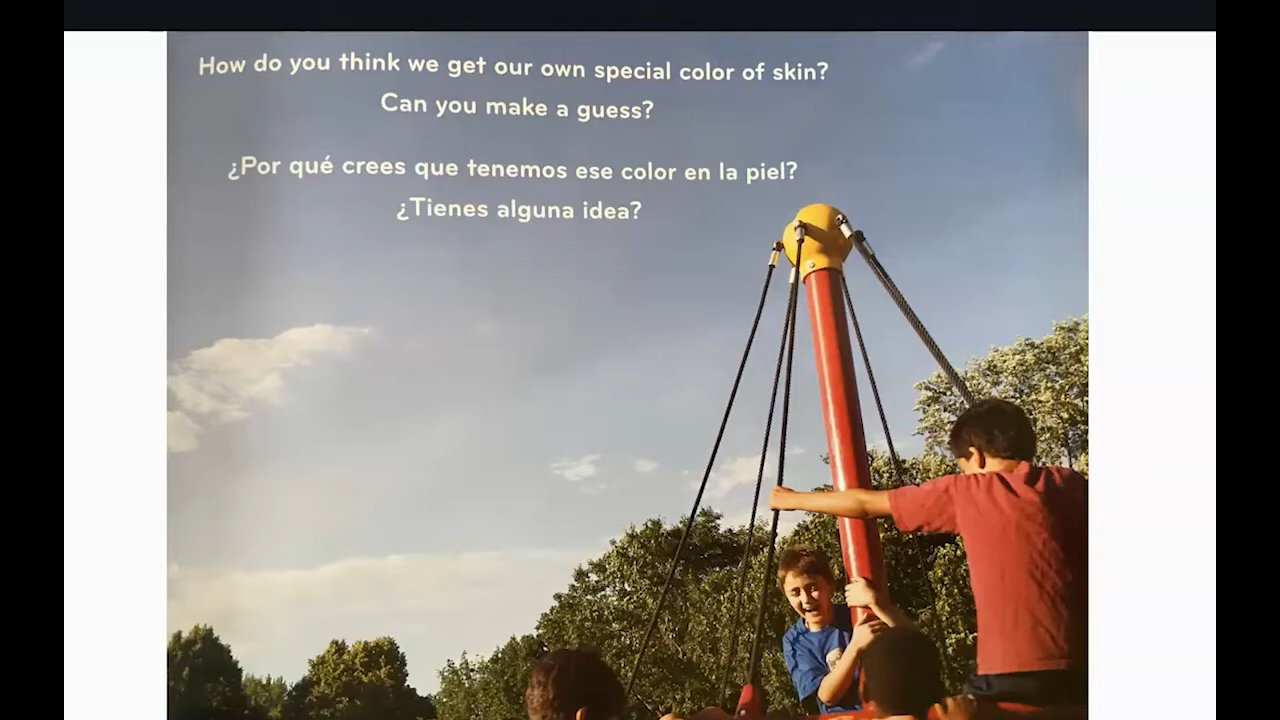 How do you think we get our own special color of skin?
Can you make a guess?
¿Por qué crees que tenemos ese color en la piel?
¿Tienes alguna idea?